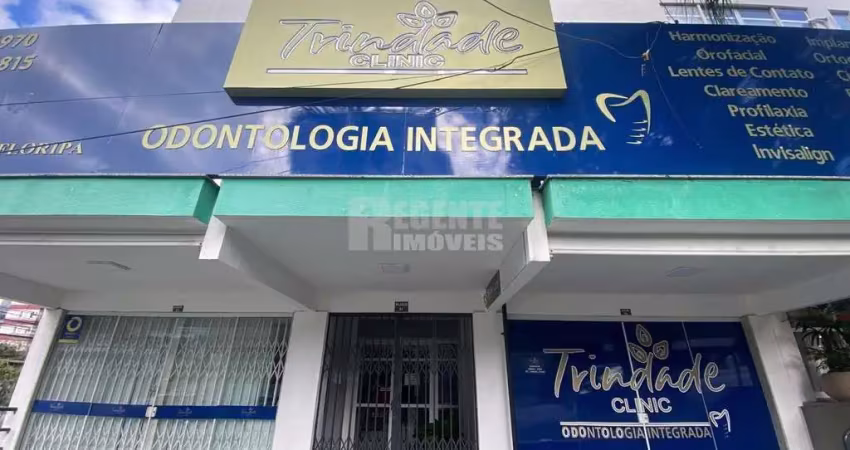 970
815
FLORIPA
Trindade
CLINIC
ODONTOLOGIA INTEGRADA
Harmonização
Orofacial
Lentes de Contato
Clareamento
Profilaxia
Estética
Invisalign
REGENTE
IMÓVEIS
Trindade
CLINIC
ODONTOLOGIA INTEGRADA